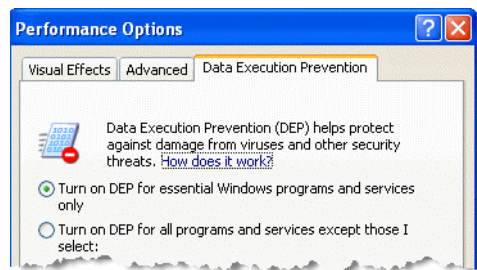 Performance Options
Visual Effects Advanced Data Execution Prevention
Data Execution Prevention (DEP) helps protect
against damage from viruses and other security
threats. How does it work?
Turn on DEP for essential Windows programs and services
only
Turn on DEP for all programs and services except those I
select: